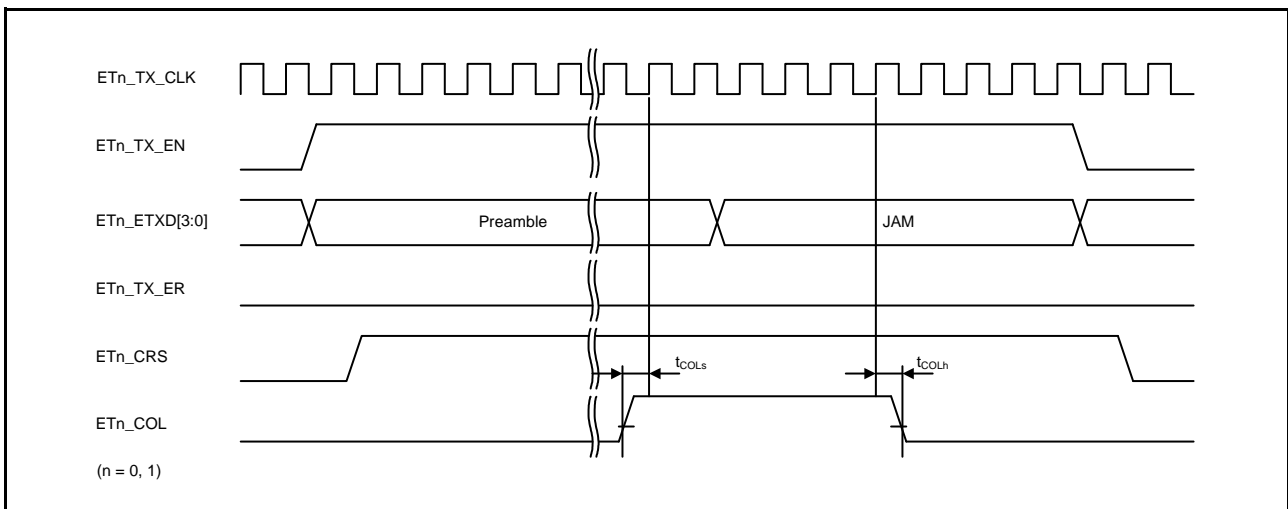 ETn_TX_CLK
ETn_TX_EN
ETn_ETXD[3:0]
Preamble
JAM
ETn_TX_ER
ETn_CRS
tCOLs
tCOLh
ETn_COL
(n = 0, 1)